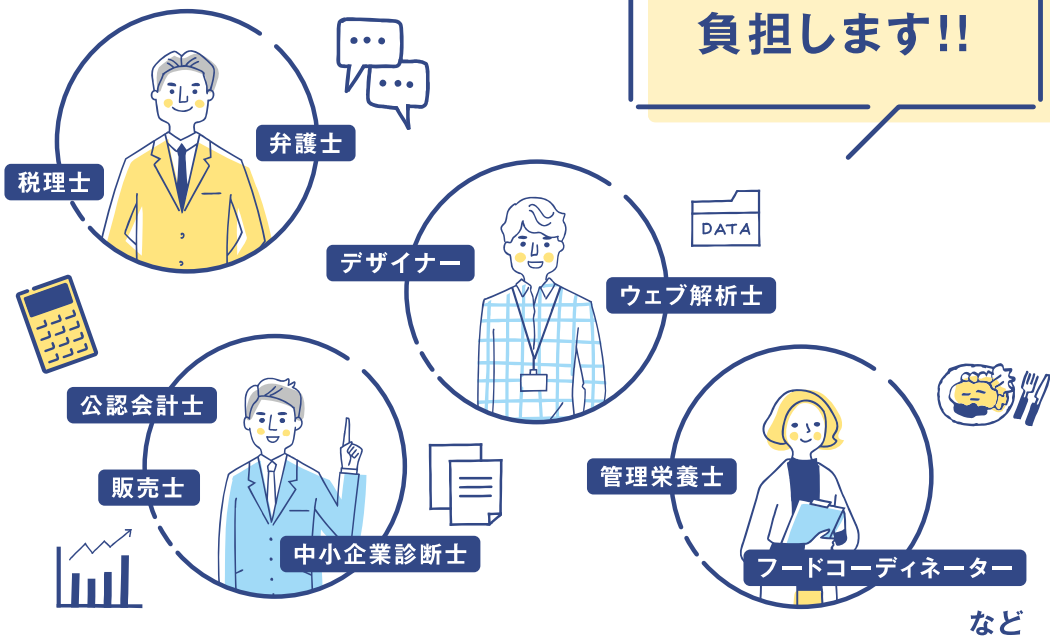 負担します!!
弁護士
税理士
DATA
デザイナー
ウェブ解析士
公認会計士
販売士
中小企業診断士
管理栄養士
フードコーディネーター
など